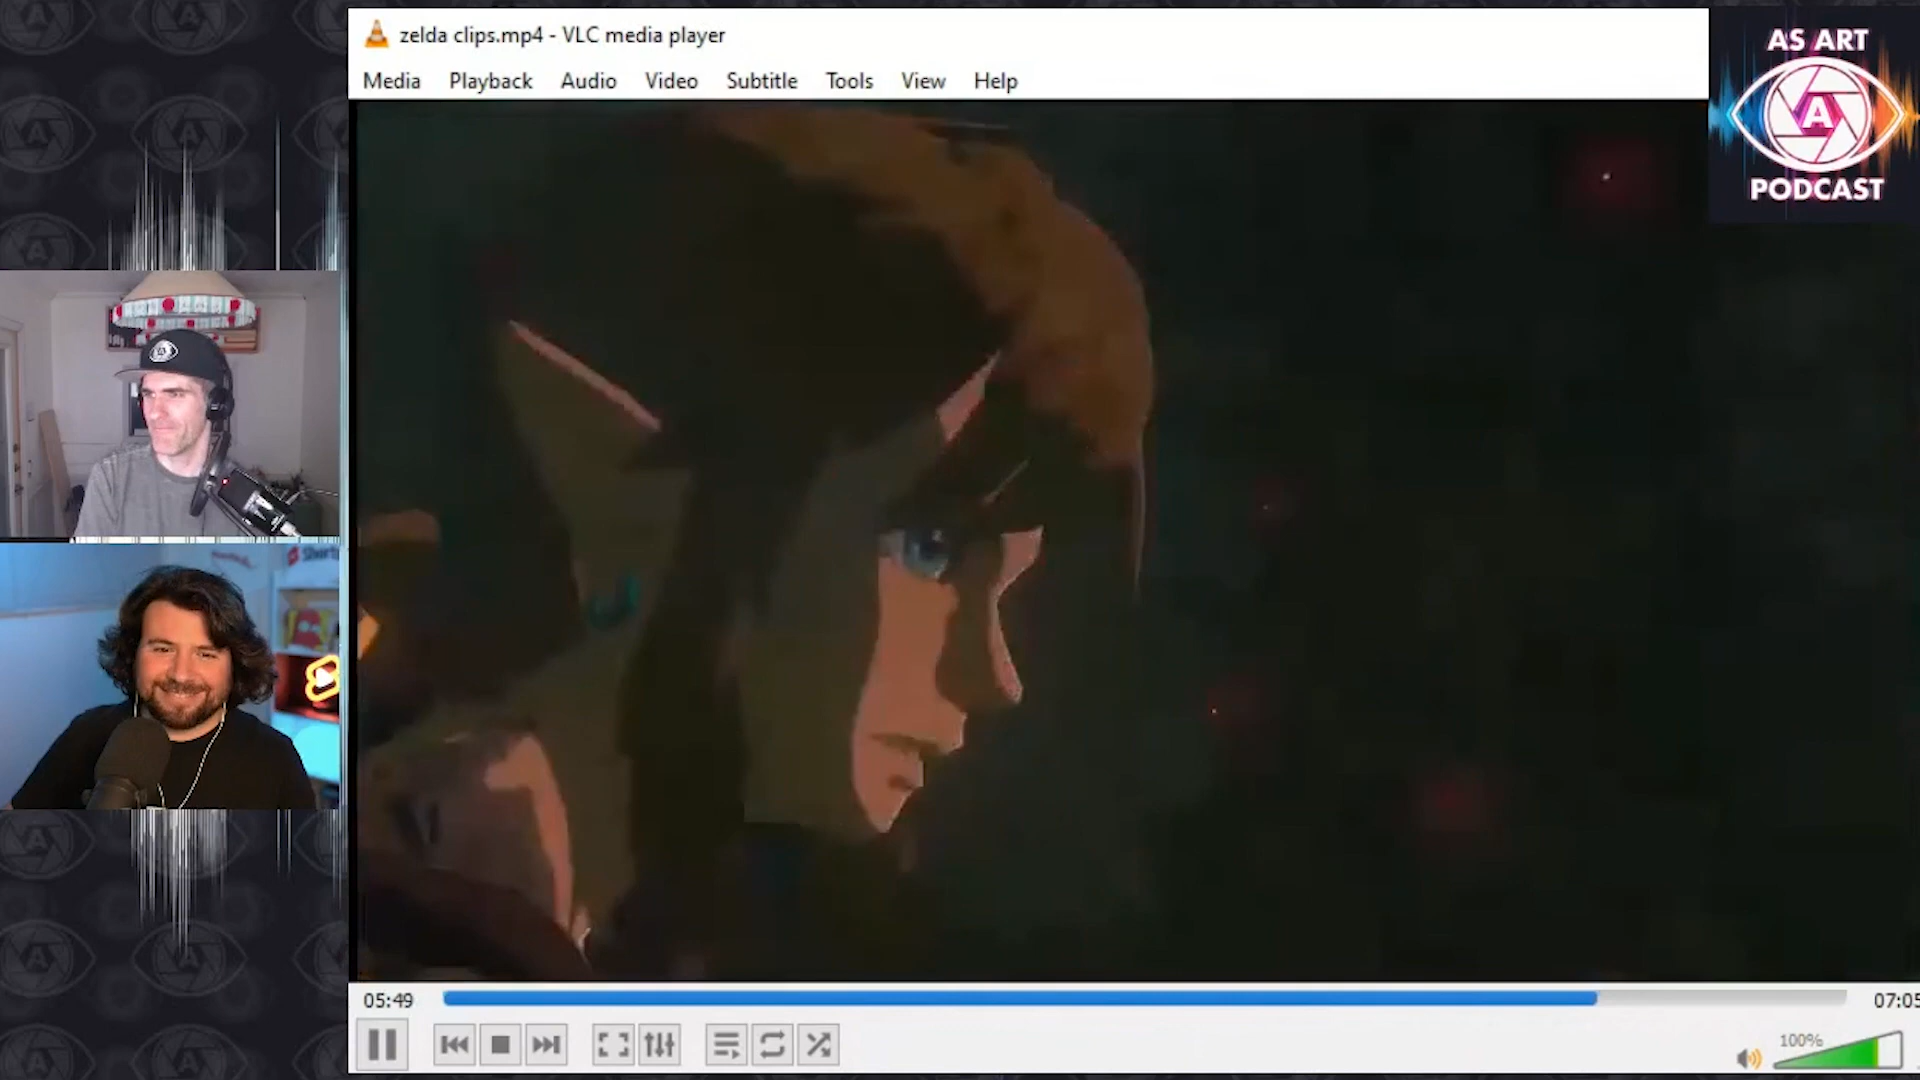 zelda clips.mp4 - VLC media player
Media Playback Audio Video Subtitle Tools View Help
AS ART
A
PODCAST
Shorts
05:49
07:05
100%